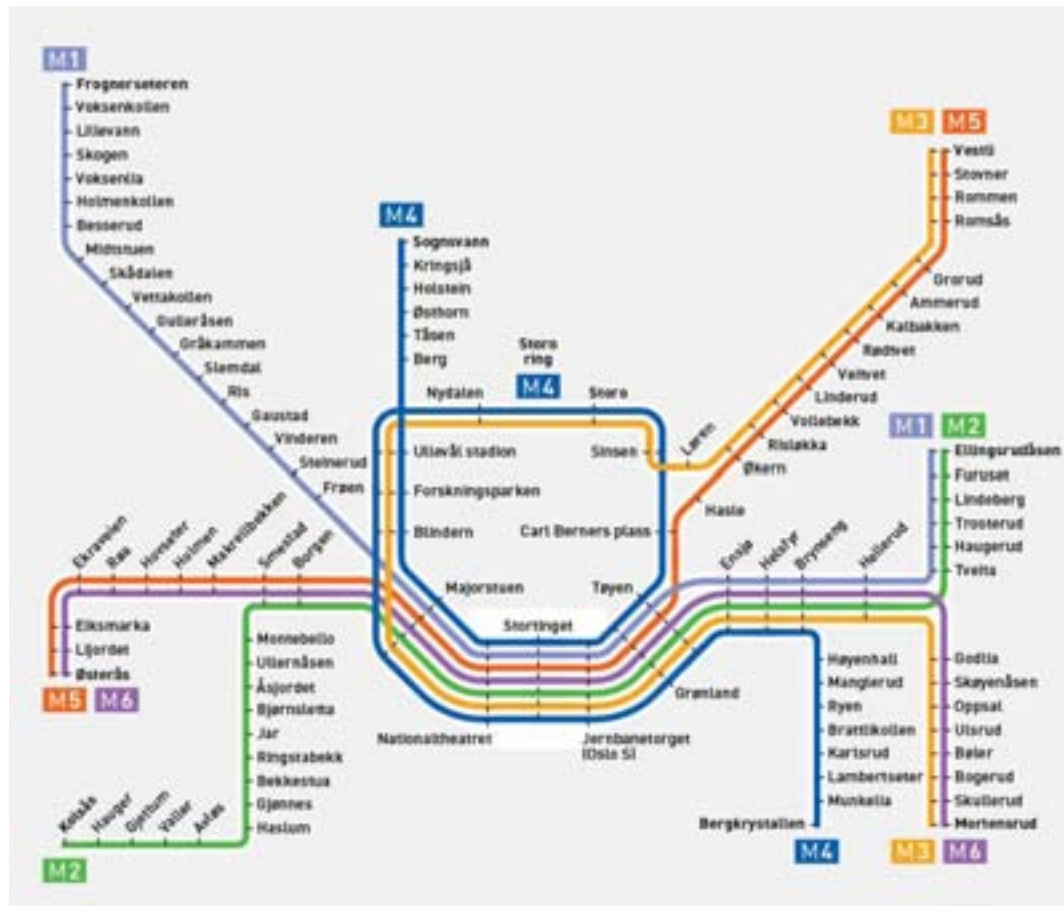 M1
Frognerseteren
Voksenkollen
Lillevann
Skogen
Voksenlia
Holmenkollen
Besserud
Midtstuen
Skådalen
Vettakollen
Gulleråsen
Gråkammen
Slemdal
Ris
Gaustad
Vinderen
Steinerud
Frøen
M4
Sognsvann
Kringsjå
Holstein
Østhorn
Tåsen
Berg
Storo
ring
M4
Nydalen
Storo
Ullevål stadion
Sinsen
Forskningsparken
Blindern
Carl Berners plass
M3 M5
Vestli
Stovner
Rommen
Romsås
Grorud
Ammerud
Kalbakken
Rødtvet
Veitvet
Linderud
Vollebekk
Risløkka
Økern
Løren
Hasle
M1 M2
Ellingsrudåsen
Furuset
Lindeberg
Trosterud
Haugerud
Tveita
Ekraveien
Røa
Hovseter
Holmen
Makrellbekken
Smestad
Borgen
Majorstuen
Tøyen
Ensjø
Helsfyr
Brynseng
Hellerud
Eiksmarka
Lijordet
Østerås
M5 M6
Stortinget
Grønland
Nationaltheatret
Jernbanetorget
(Oslo S)
Montebello
Ullernåsen
Åsjordet
Bjørnsletta
Jar
Ringstabekk
Bekkestua
Gjønnes
Haslum
Kolsås
Hauger
Gjettum
Valler
Avløs
M2
Høyenhall
Manglerud
Ryen
Brattlikollen
Karlsrud
Lambertseter
Munkelia
Bergkrystallen
M4
Godlia
Skøyenåsen
Oppsal
Ulsrud
Bøler
Bogerud
Skullerud
Mortensrud
M3 M6